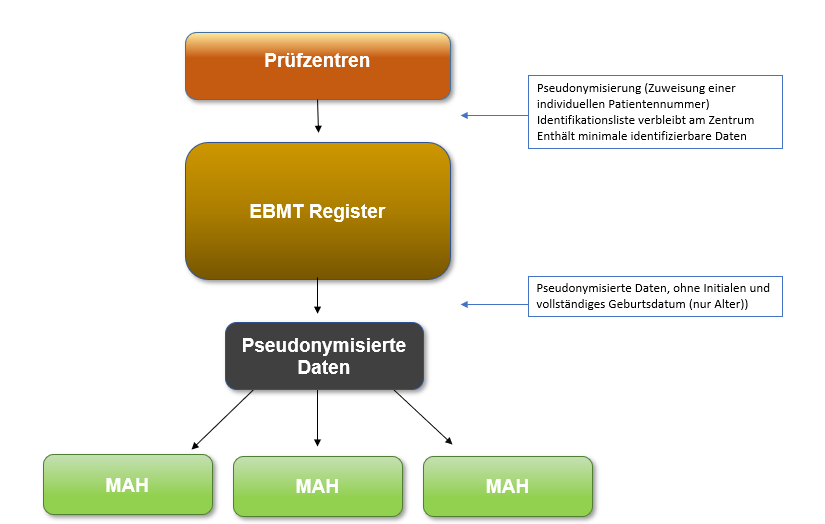 Prüfzentren
Pseudonymisierung (Zuweisung einer
individuellen Patientennummer)
Identifikationsliste verbleibt am Zentrum
Enthält minimale identifizierbare Daten
EBMT Register
Pseudonymisierte Daten, ohne Initialen und
vollständiges Geburtsdatum (nur Alter))
Pseudonymisierte
Daten
MAH
MAH
MAH